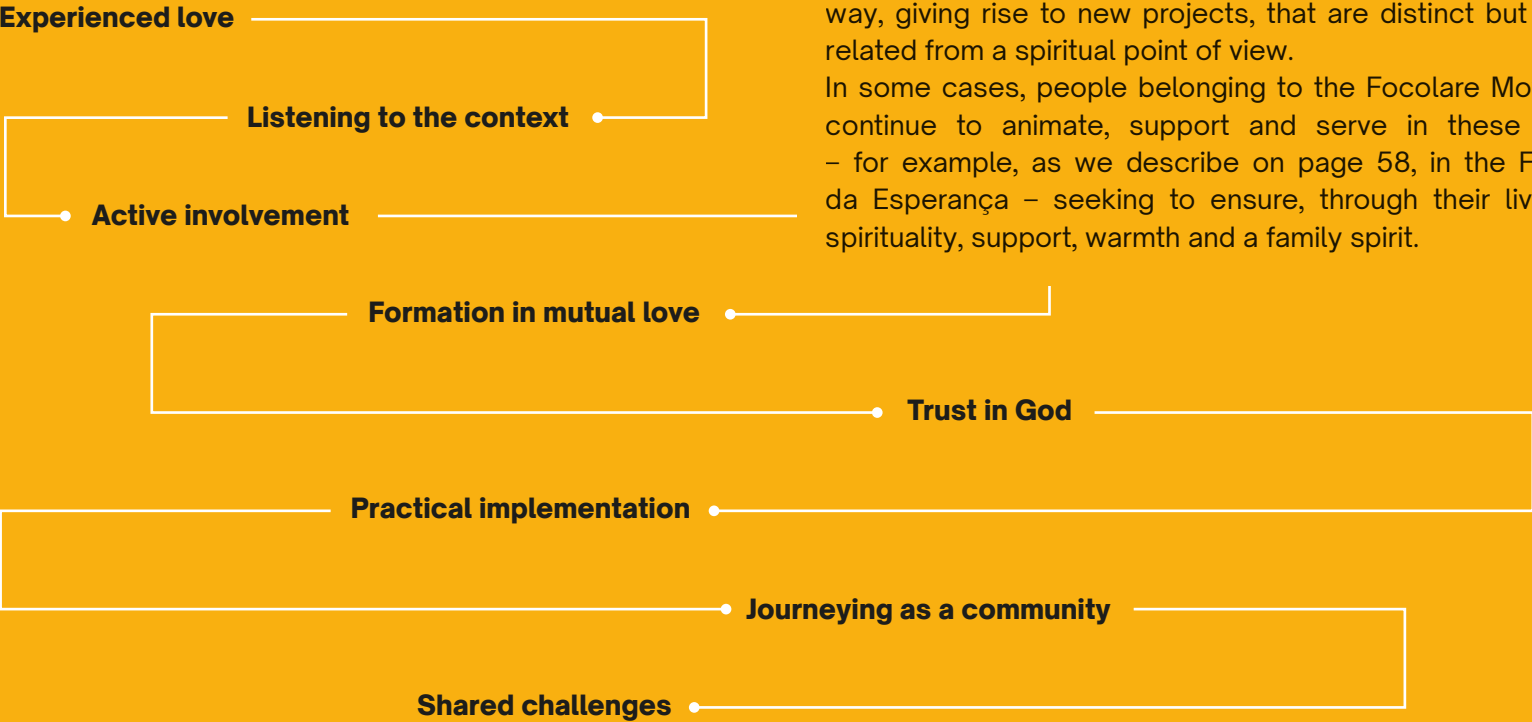 Experienced love
Listening to the context
Active involvement
way, giving rise to new projects, that are distinct but
related from a spiritual point of view.
In some cases, people belonging to the Focolare Mo
continue to animate, support and serve in these
– for example, as we describe on page 58, in the F
da Esperança – seeking to ensure, through their liv
spirituality, support, warmth and a family spirit.
Formation in mutual love
Trust in God
Practical implementation
Journeying as a community
Shared challenges